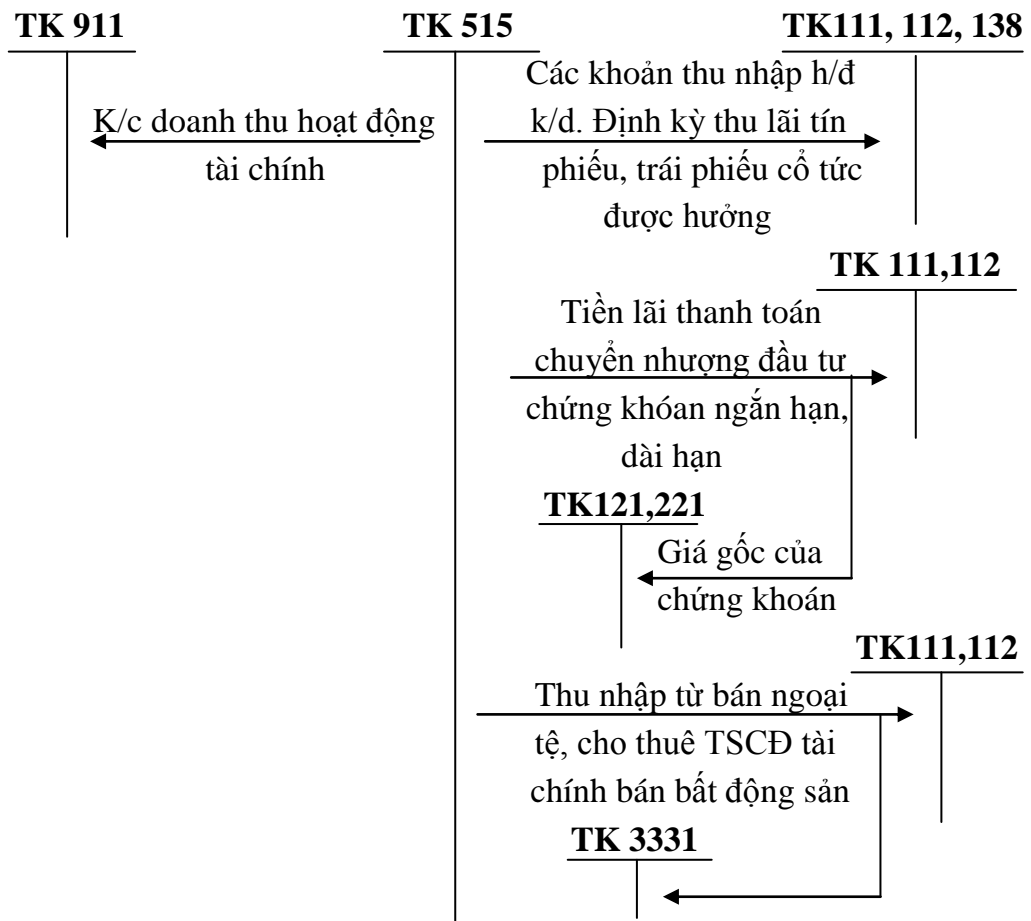 TK 911
TK 515
TK111, 112, 138
K/c doanh thu hoạt động
tài chính
Các khoản thu nhập h/đ
k/d. Định kỳ thu lãi tín
phiếu, trái phiếu cổ tức
được hưởng
TK 111,112
Tiền lãi thanh toán
chuyển nhượng đầu tư
chứng khóan ngắn hạn,
dài hạn
TK121,221
Giá gốc của
chứng khoán
TK111,112
Thu nhập từ bán ngoại
tệ, cho thuê TSCĐ tài
chính bán bất động sản
TK 3331